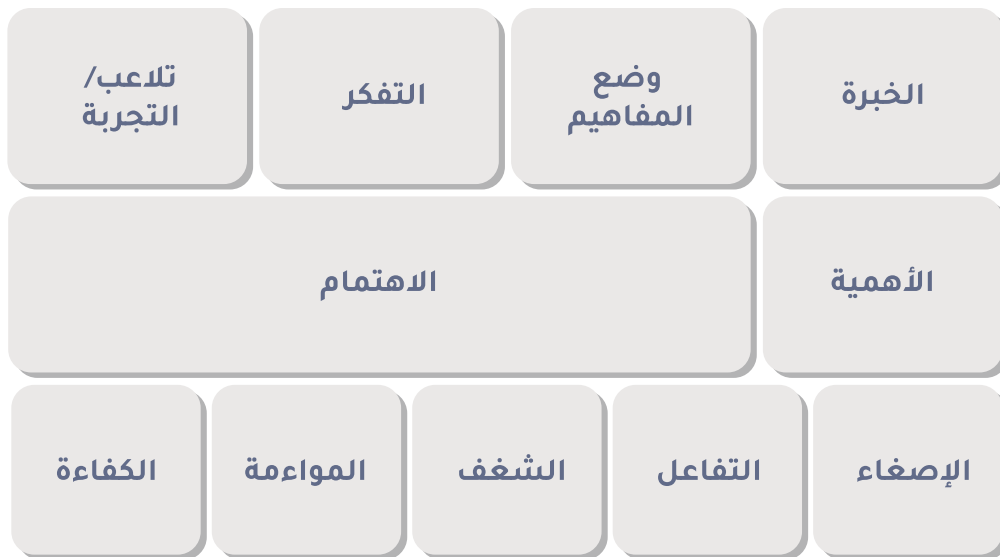 الخبرة
وضع
المفاهيم
التفكر
تلاعب/
التجربة
الأهمية
الاهتمام
الإصغاء
التفاعل
الشغف
المواءمة
الكفاءة